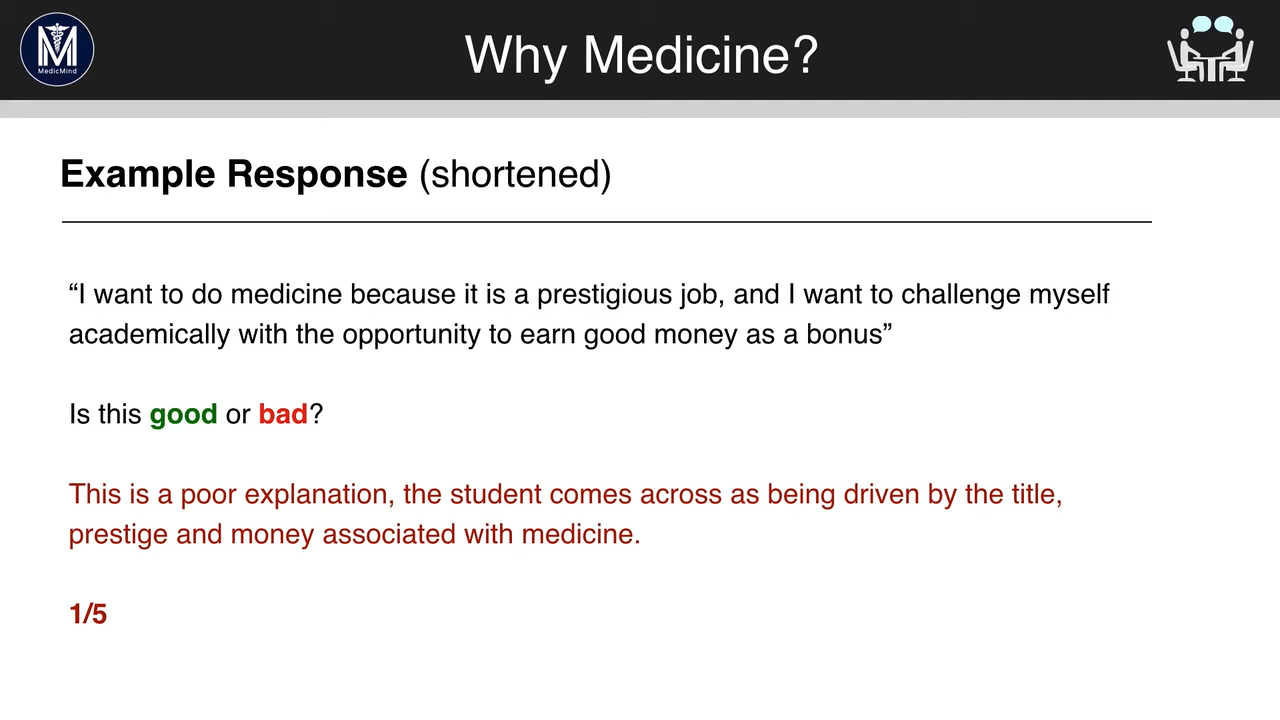 MedicMind
Why Medicine?
Example Response (shortened)
“I want to do medicine because it is a prestigious job, and I want to challenge myself
academically with the opportunity to earn good money as a bonus”
Is this good or bad?
This is a poor explanation, the student comes across as being driven by the title,
prestige and money associated with medicine.
1/5